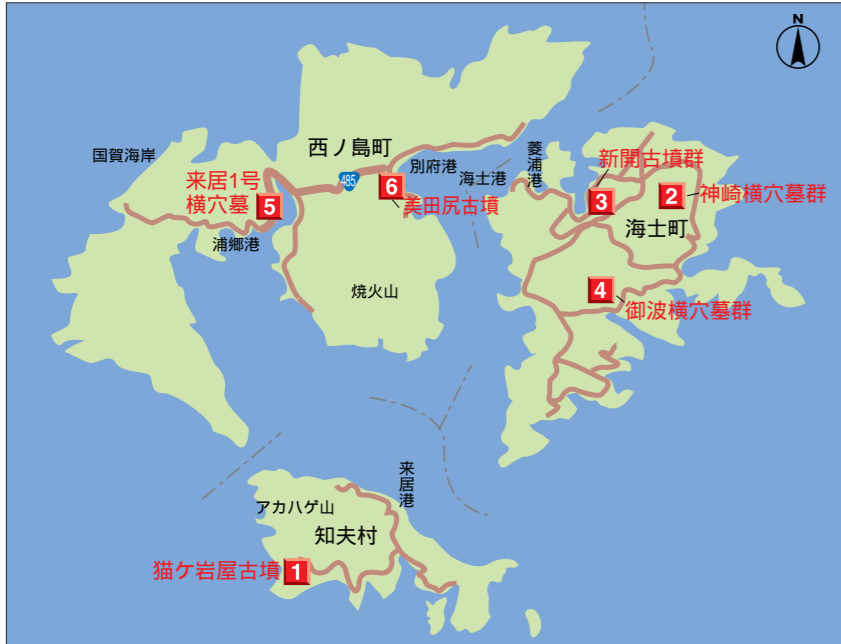 N
国賀海岸
西ノ島町
別府港
菱浦港
海士港
新開古墳群
来居1号
横穴墓
485
6
5
美田尻古墳
3
2
神崎横穴墓群
海士町
浦郷港
焼火山
4
御波横穴墓群
来居港
アカハゲ山
知夫村
猫ケ岩屋古墳
1